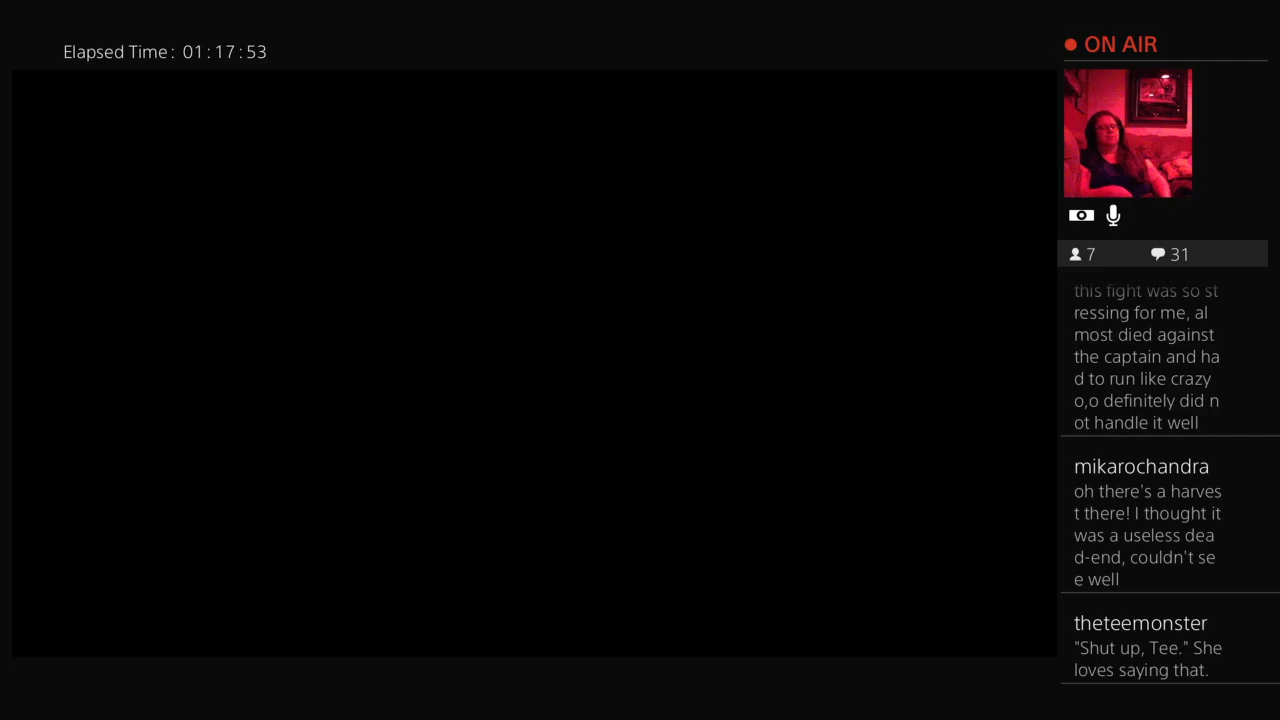 Elapsed Time: 01:17:53
ON AIR
7 31
this fight was so st
ressing for me, al
most died against
the captain and ha
d to run like crazy
o,o definitely did n
ot handle it well
mikarochandra
oh there's a harves
t there! I thought it
was a useless dea
d-end, couldn't se
e well
theteemonster
"Shut up, Tee." She
loves saying that.